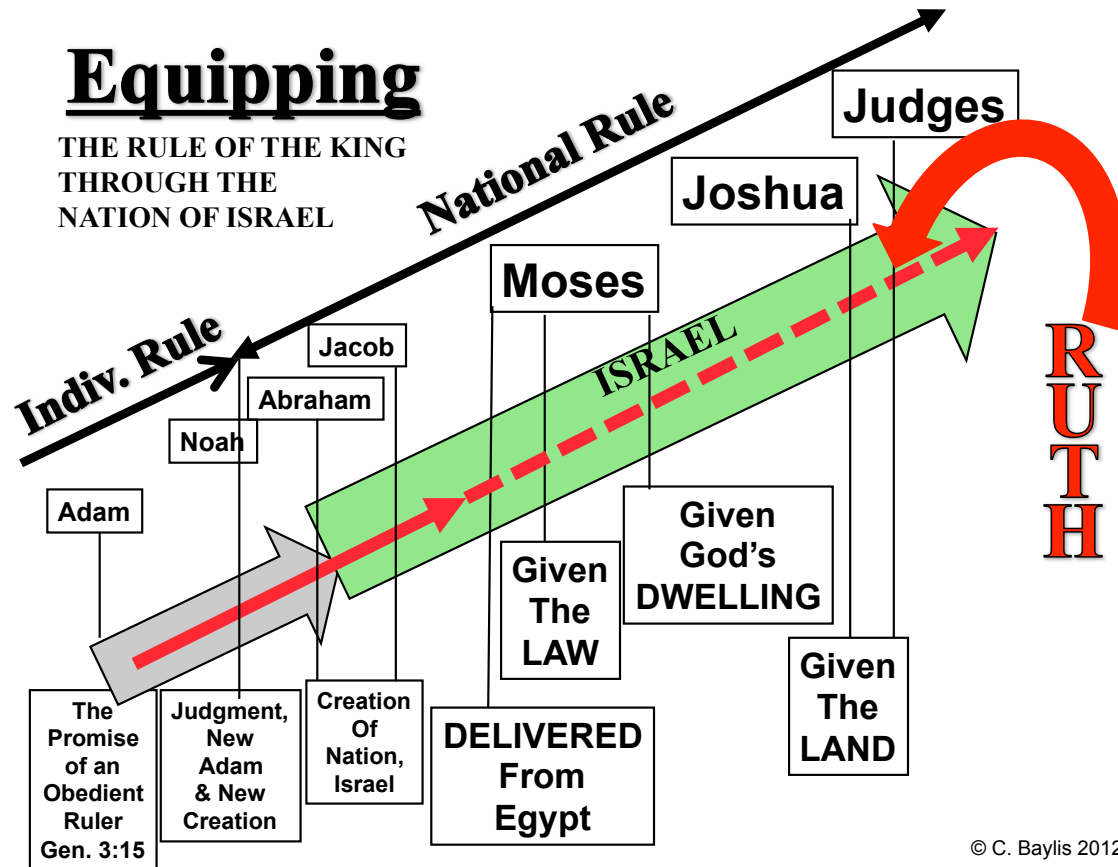 Equipping
THE RULE OF THE KING
THROUGH THE
NATION OF ISRAEL
Indiv. Rule
National Rule
Adam
Noah
Abraham
Jacob
Moses
Joshua
Judges
ISRAEL
RUTH
The
Promise
of an
Obedient
Ruler
Gen. 3:15
Judgment,
New
Adam
& New
Creation
Creation
Of
Nation,
Israel
DELIVERED
From
Egypt
Given
The
LAW
Given
God’s
DWELLING
Given
The
LAND
© C. Baylis 2012